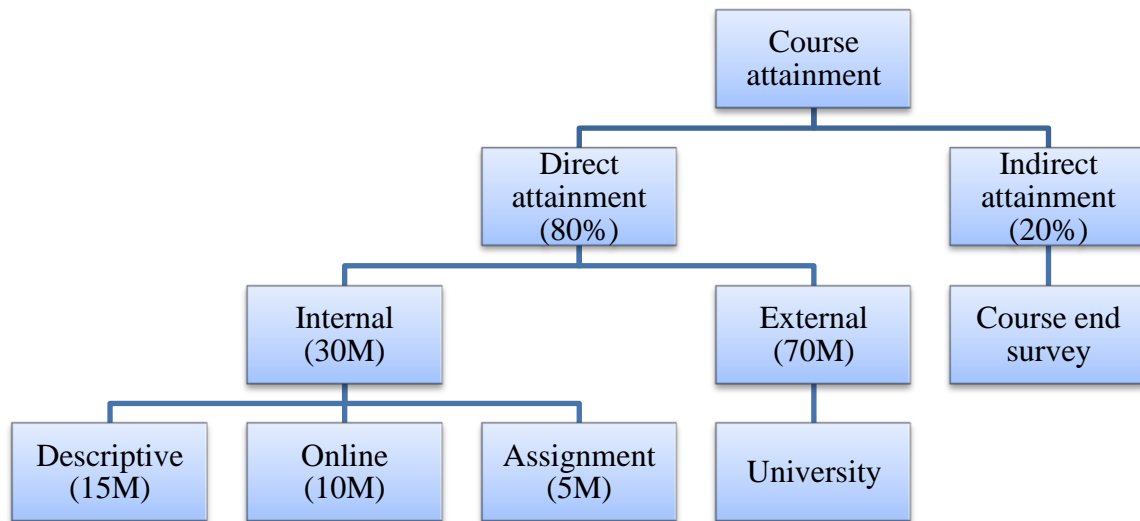 Course
attainment
Direct
attainment
(80%)
Indirect
attainment
(20%)
Internal
(30M)
External
(70M)
Course end
survey
Descriptive
(15M)
Online
(10M)
Assignment
(5M)
University